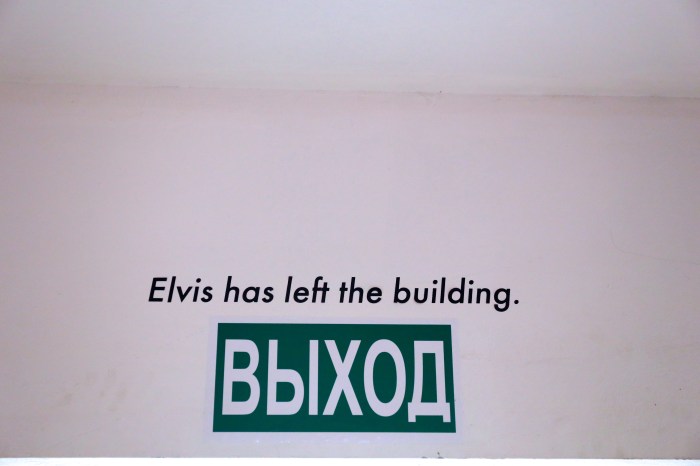 Elvis has left the building.
ВЫХОД